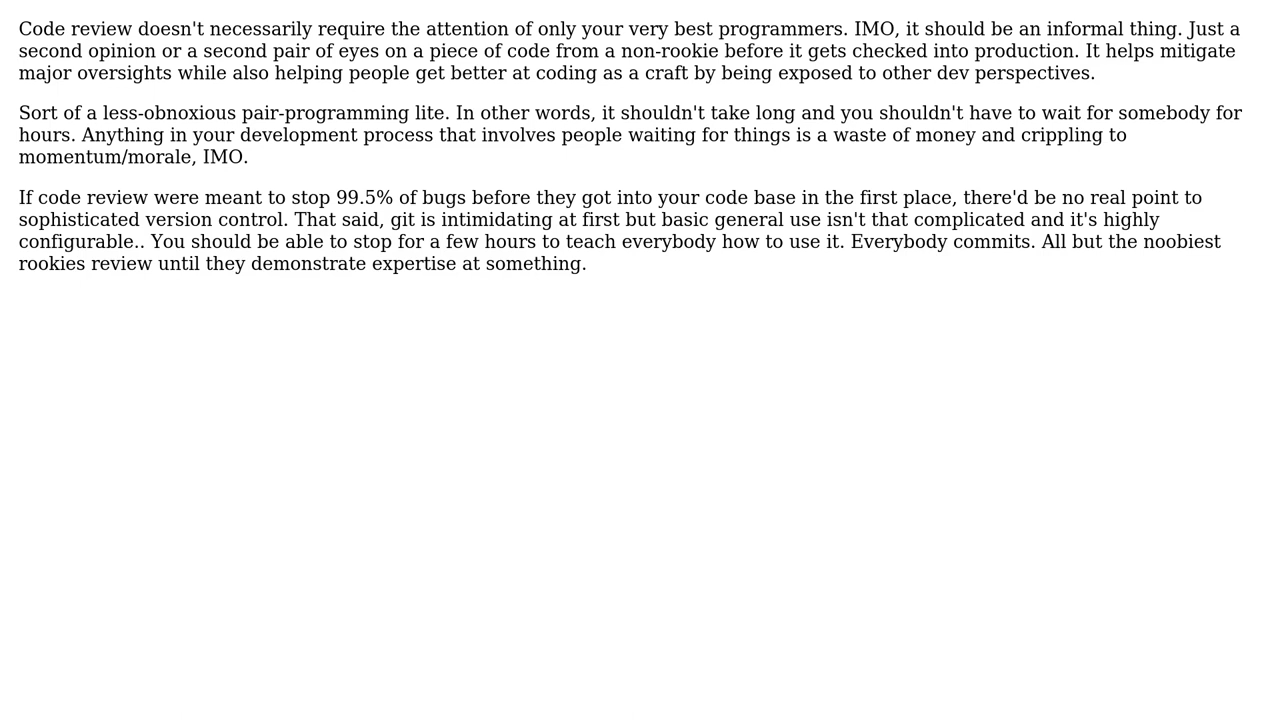 Code review doesn't necessarily require the attention of only your very best programmers. IMO, it should be an informal thing. Just a
second opinion or a second pair of eyes on a piece of code from a non-rookie before it gets checked into production. It helps mitigate
major oversights while also helping people get better at coding as a craft by being exposed to other dev perspectives.
Sort of a less-obnoxious pair-programming lite. In other words, it shouldn't take long and you shouldn't have to wait for somebody for
hours. Anything in your development process that involves people waiting for things is a waste of money and crippling to
momentum/morale, IMO.
If code review were meant to stop 99.5% of bugs before they got into your code base in the first place, there'd be no real point to
sophisticated version control. That said, git is intimidating at first but basic general use isn't that complicated and it's highly
configurable.. You should be able to stop for a few hours to teach everybody how to use it. Everybody commits. All but the noobiest
rookies review until they demonstrate expertise at something.